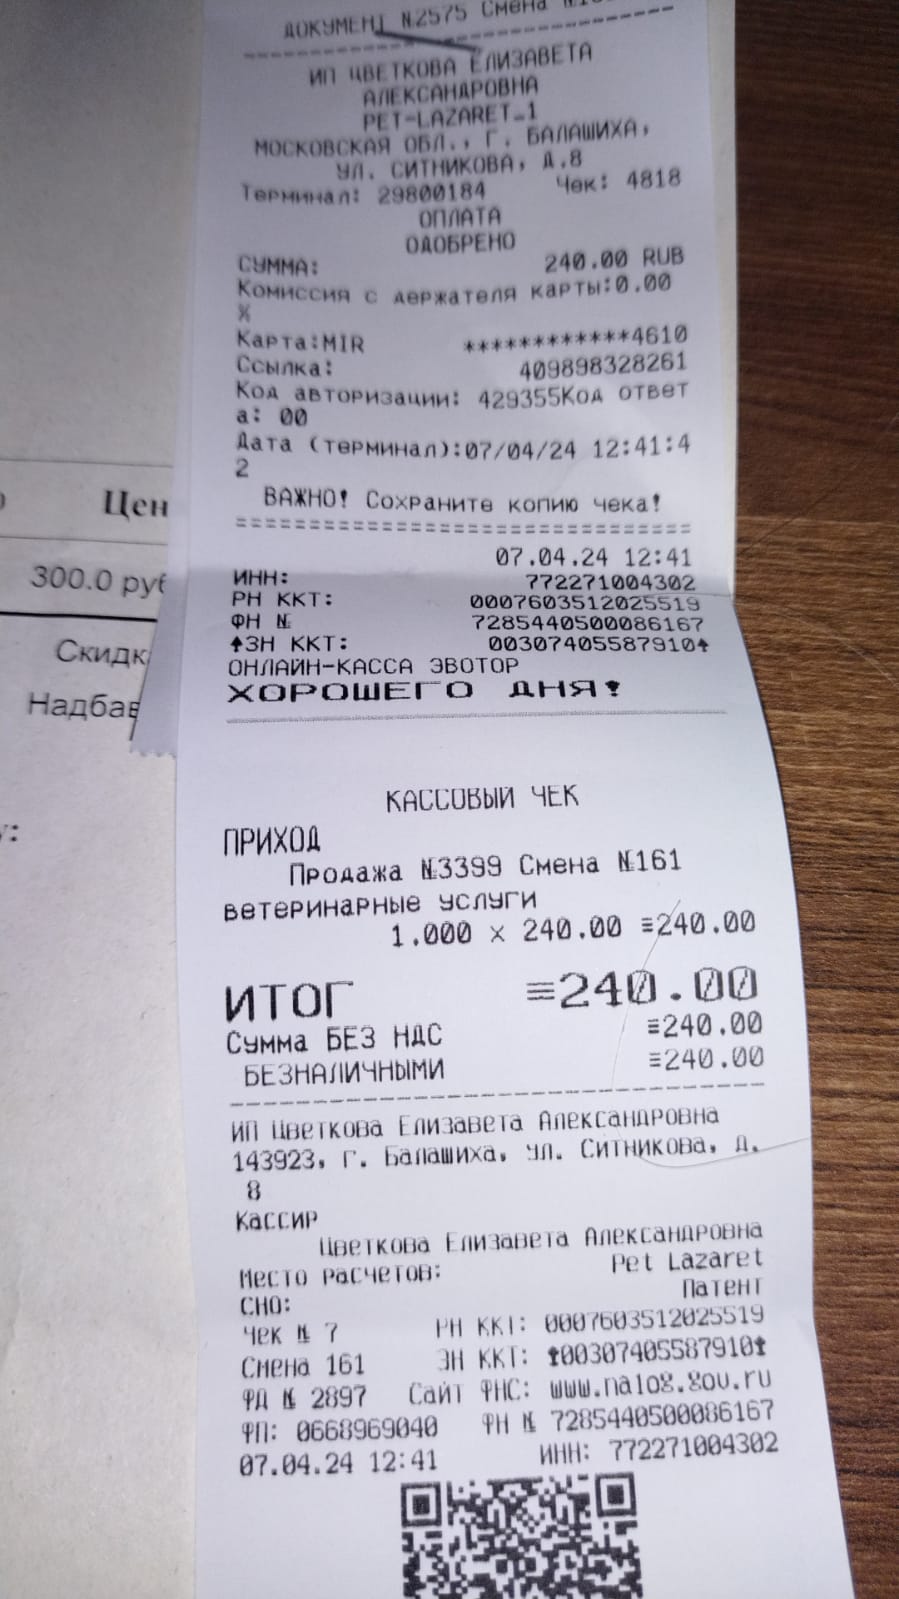 ДОКУМЕНТ №2575 Смена
ИП ЦВЕТКОВА ЕЛИЗАВЕТА
АЛЕКСАНДРОВНА
PET-LAZARET_1
МОСКОВСКАЯ ОБЛ., Г. БАЛАШИХА,
УЛ. СИТНИКОВА, Д.8
Терминал: 29800184 Чек: 4818
ОПЛАТА
ОДОБРЕНО
СУММА: 240.00 RUB
Комиссия с держателя карты:0.00
%
Карта:MIR ************4610
Ссылка: 409898328261
Код авторизации: 429355Код ответ
а: 00
Дата (терминал):07/04/24 12:41:4
2
ВАЖНО! Сохраните копию чека!
================================
07.04.24 12:41
ИНН: 772271004302
РН ККТ: 0007603512025519
ФН № 7285440500086167
↑ЗН ККТ: 00307405587910↑
ОНЛАЙН-КАССА ЭВОТОР
ХОРОШЕГО ДНЯ!
КАССОВЫЙ ЧЕК
ПРИХОД
Продажа №3399 Смена №161
ветеринарные услуги
1.000 × 240.00 ≡240.00
ИТОГ ≡240.00
Сумма БЕЗ НДС ≡240.00
БЕЗНАЛИЧНЫМИ ≡240.00
ИП Цветкова Елизавета Александровна
143923, г. Балашиха, ул. Ситникова, д.
8
Кассир
Цветкова Елизавета Александровна
Место расчетов: Pet Lazaret
СНО: Патент
Чек № 7 РН ККТ: 0007603512025519
Смена 161 ЗН ККТ: ↑00307405587910↑
ФД № 2897 Сайт ФНС: www.nalog.gov.ru
ФП: 0668969040 ФН № 7285440500086167
07.04.24 12:41 ИНН: 772271004302
Цен
300.0 руб
Скидк
Надбав